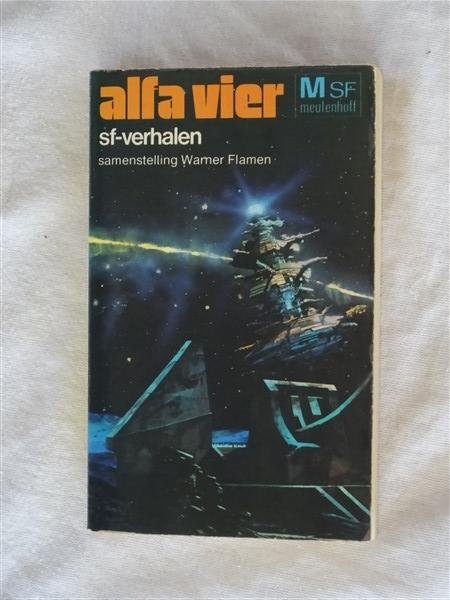 alfa vier
M SF
meulenhoff
sf-verhalen
samenstelling Warner Flamen